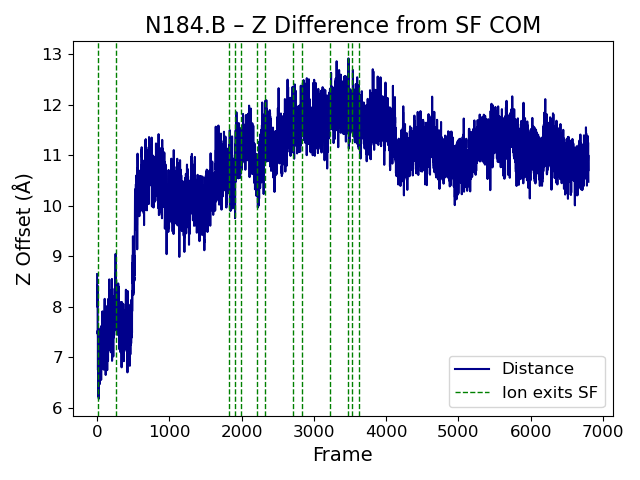 N184.B – Z Difference from SF COM
13
12
11
10
9
8
7
6
Z Offset (Å)
Distance
Ion exits SF
0 1000 2000 3000 4000 5000 6000 7000
Frame